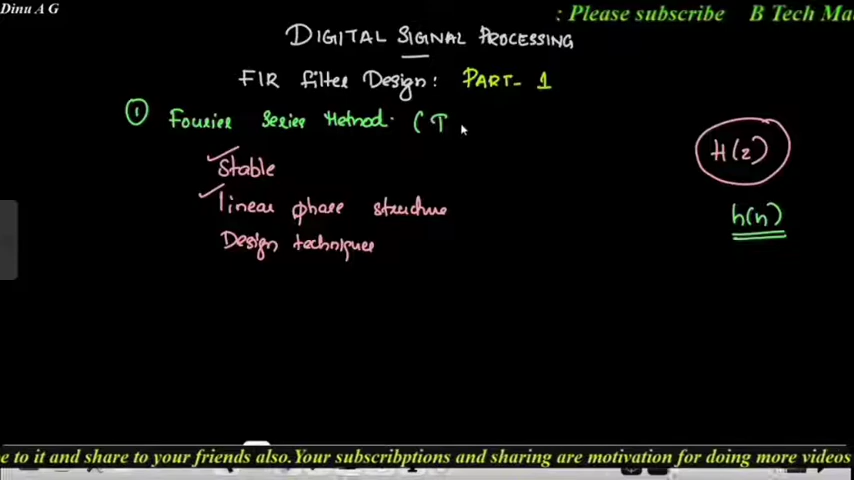 Dinu A G
: Please subscribe B Tech Ma
DIGITAL SIGNAL PROCESSING
FIR filter Design: PART- 1
1 Fourier Series Method. ( T
Stable
linear phase structure
Design techniques
H(z)
h(n)
e to it and share to your friends also.Your subscribptions and sharing are motivation for doing more videos